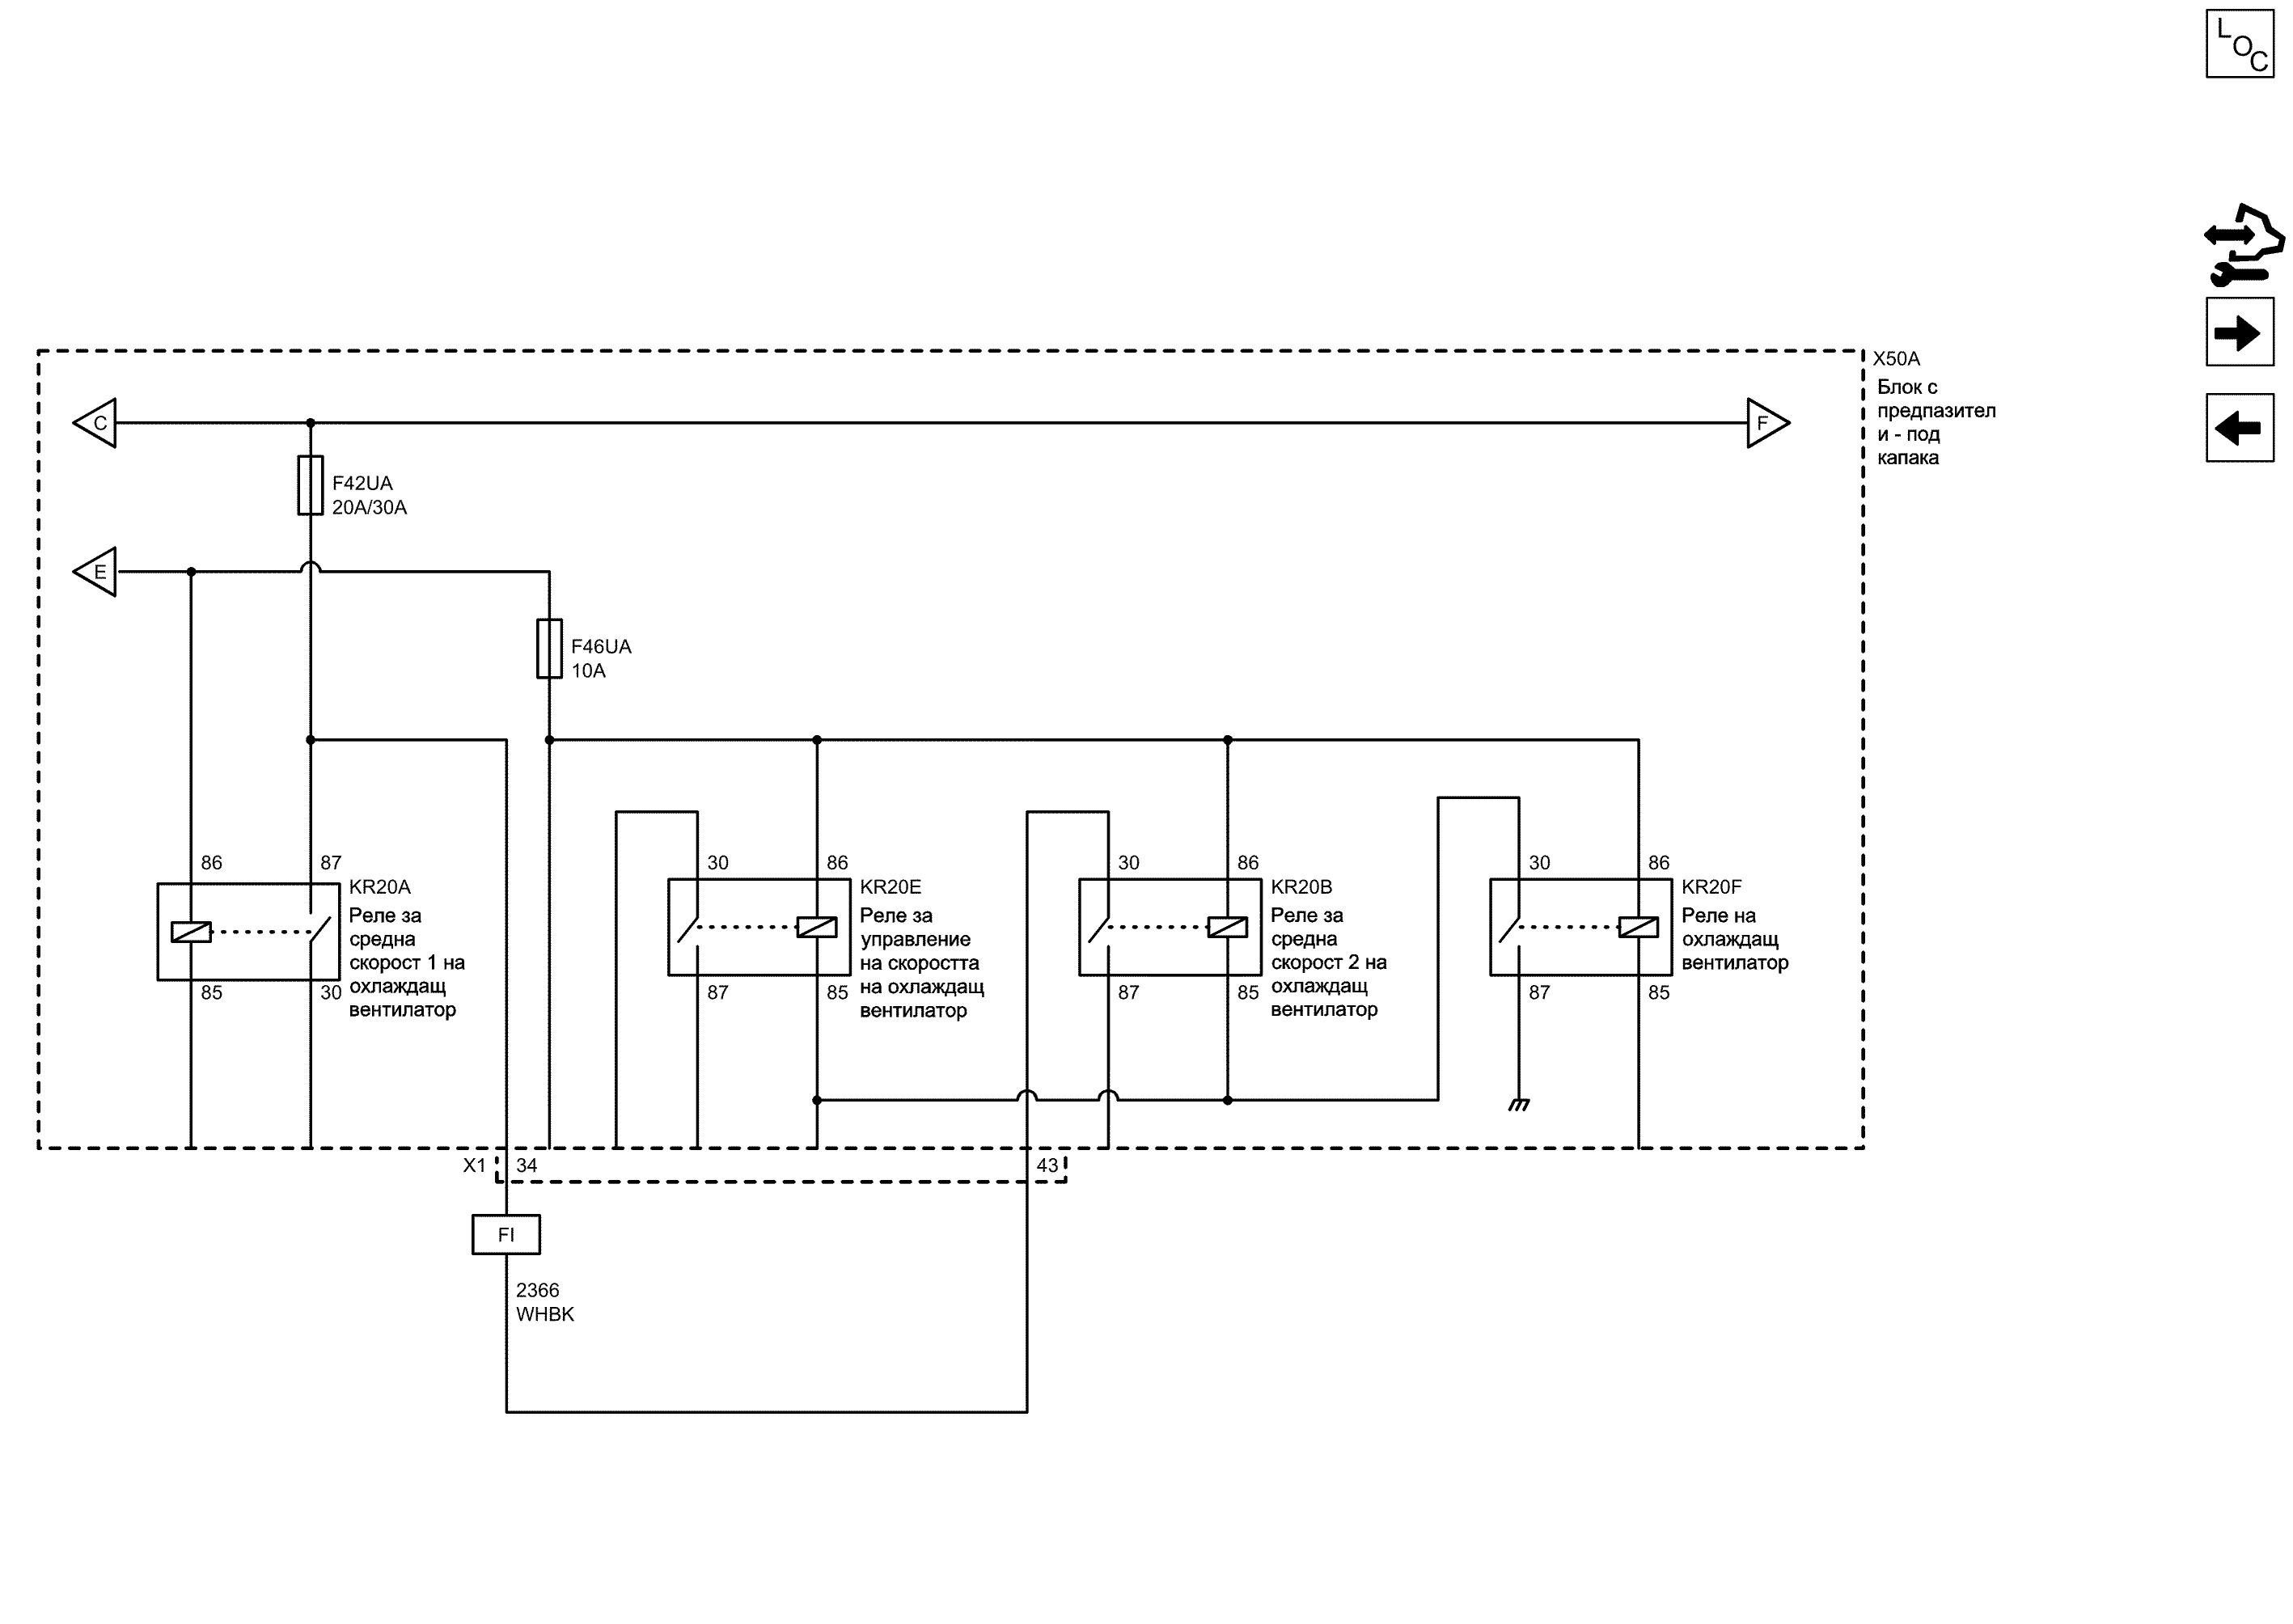 LOC
X50A
Блок с
предпазител
и - под
капака
C
F
F42UA
20A/30A
E
F46UA
10A
86
87
KR20A
Реле за
средна
скорост 1 на
охлаждащ
вентилатор
85
30
30
86
KR20E
Реле за
управление
на скоростта
на охлаждащ
вентилатор
87
85
30
86
KR20B
Реле за
средна
скорост 2 на
охлаждащ
вентилатор
87
85
30
86
KR20F
Реле на
охлаждащ
вентилатор
87
85
X1
34
43
FI
2366
WHBK